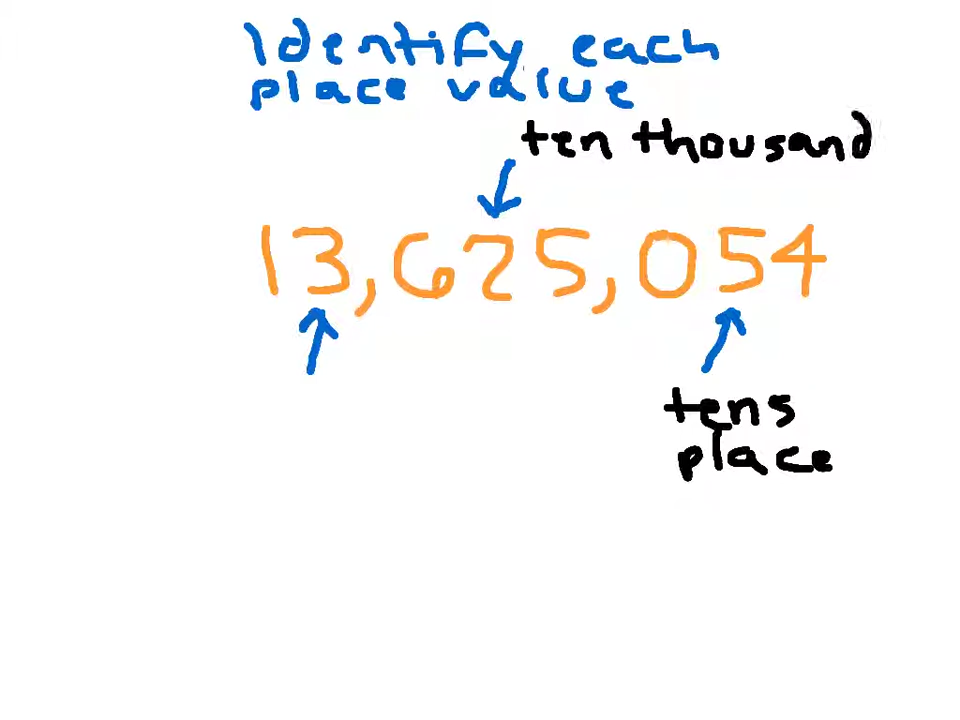 Identify each
place value
ten thousand
13,625,054
tens
place